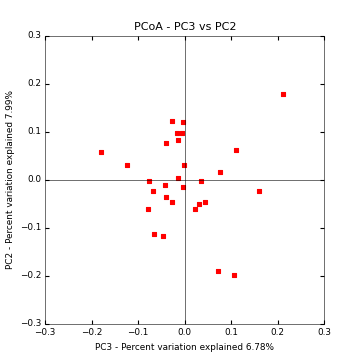 PCoA - PC3 vs PC2
0.3
0.2
0.1
0.0
−0.1
−0.2
−0.3
PC2 - Percent variation explained 7.99%
−0.3 −0.2 −0.1 0.0 0.1 0.2 0.3
PC3 - Percent variation explained 6.78%